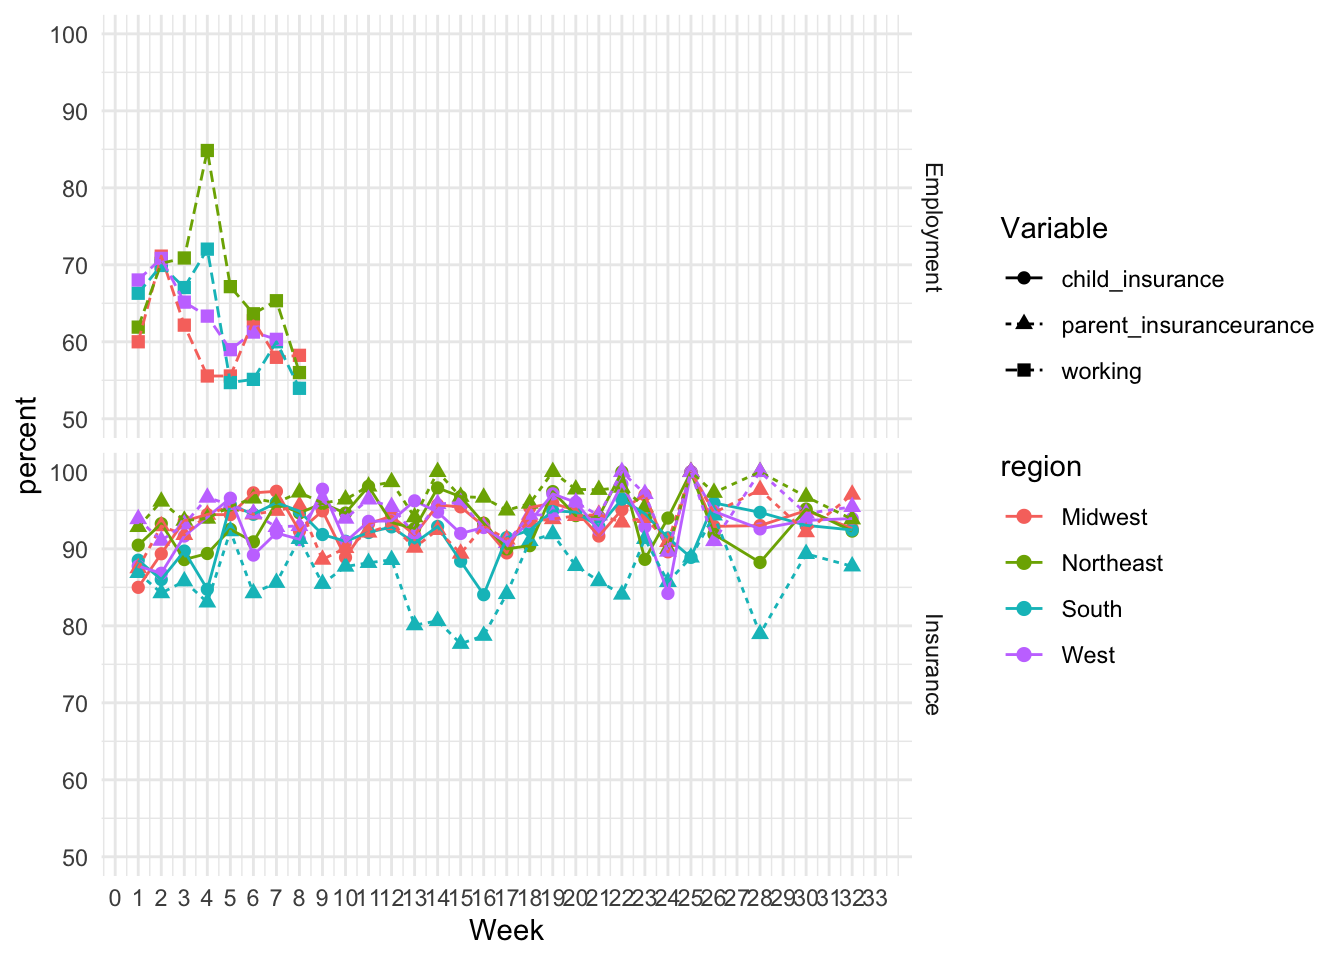 percent
100
90
80
70
60
50
Employment
100
90
80
70
60
50
Insurance
0 1 2 3 4 5 6 7 8 9 10 11 12 13 14 15 16 17 18 19 20 21 22 23 24 25 26 27 28 29 30 31 32 33
Week
Variable
child_insurance
parent_insuranceurance
working
region
Midwest
Northeast
South
West